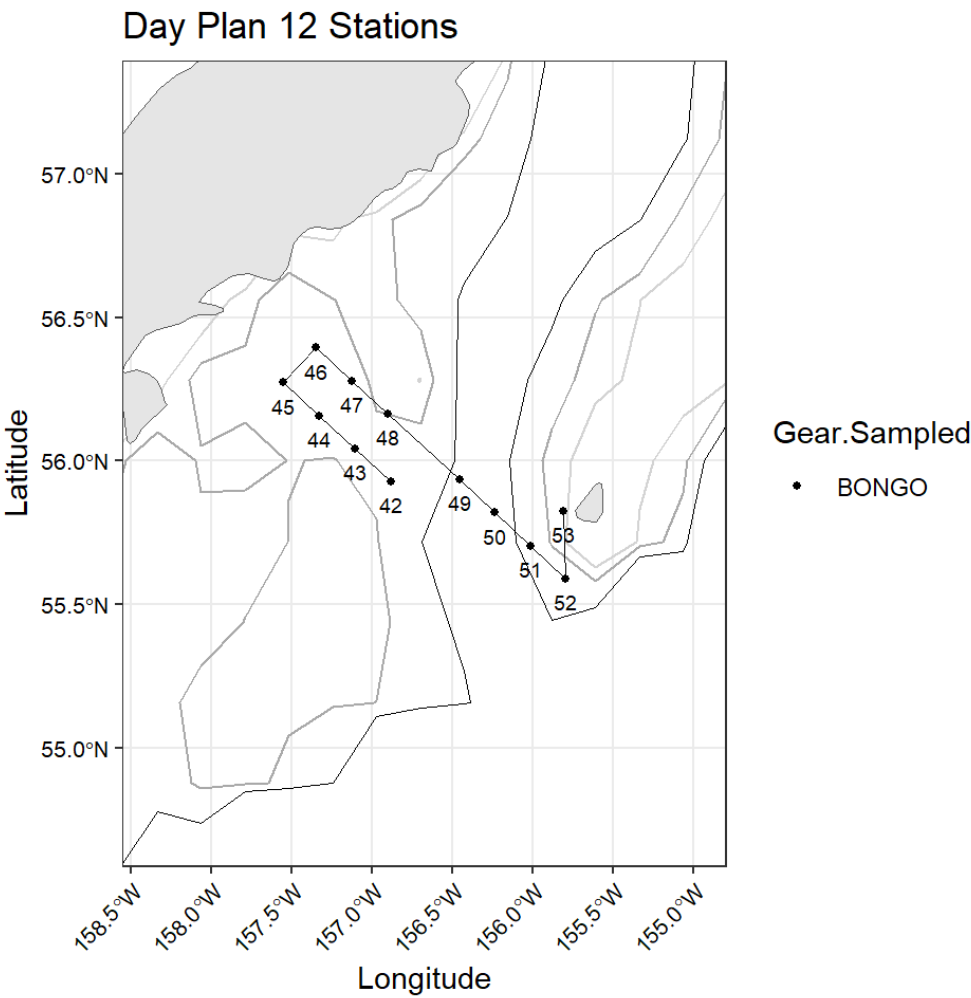 Day Plan 12 Stations
57.0°N
56.5°N
56.0°N
55.5°N
55.0°N
Latitude
46
45
47
44
48
43
42
49
50
53
51
52
158.5°W
158.0°W
157.5°W
157.0°W
156.5°W
156.0°W
155.5°W
155.0°W
Longitude
Gear.Sampled
BONGO